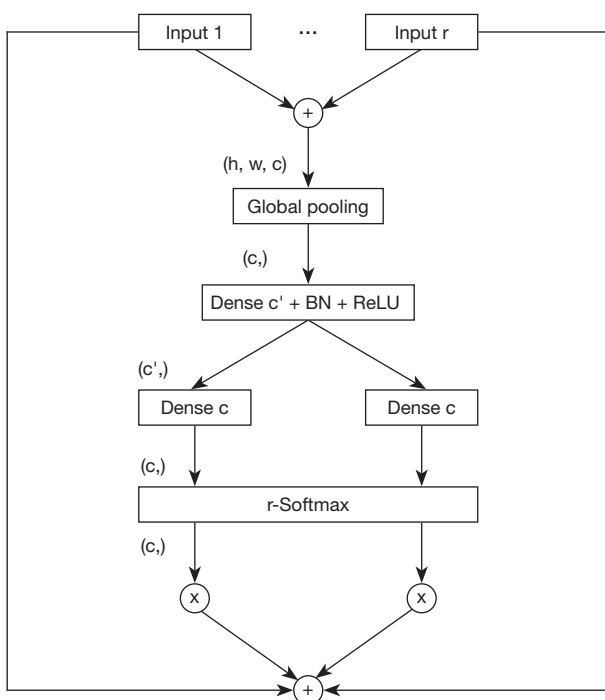 Input 1 ... Input r
+
(h, w, c)
Global pooling
(c,)
Dense c' + BN + ReLU
(c',)
Dense c Dense c
(c,)
r-Softmax
(c,)
x x
+